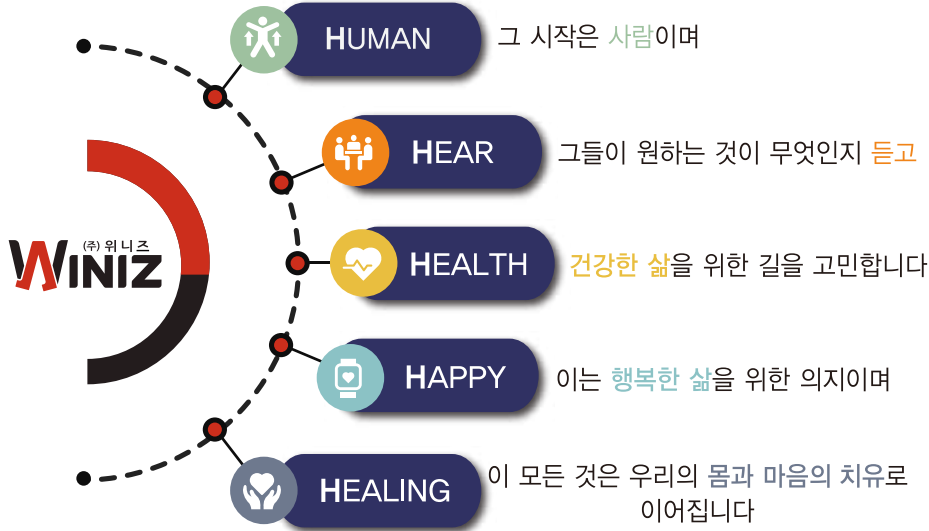 HUMAN
그 시작은 사람이며
HEAR
그들이 원하는 것이 무엇인지 듣고
(주)위니즈
WINIZ
HEALTH
건강한 삶을 위한 길을 고민합니다
HAPPY
이는 행복한 삶을 위한 의지이며
HEALING
이 모든 것은 우리의 몸과 마음의 치유로
이어집니다